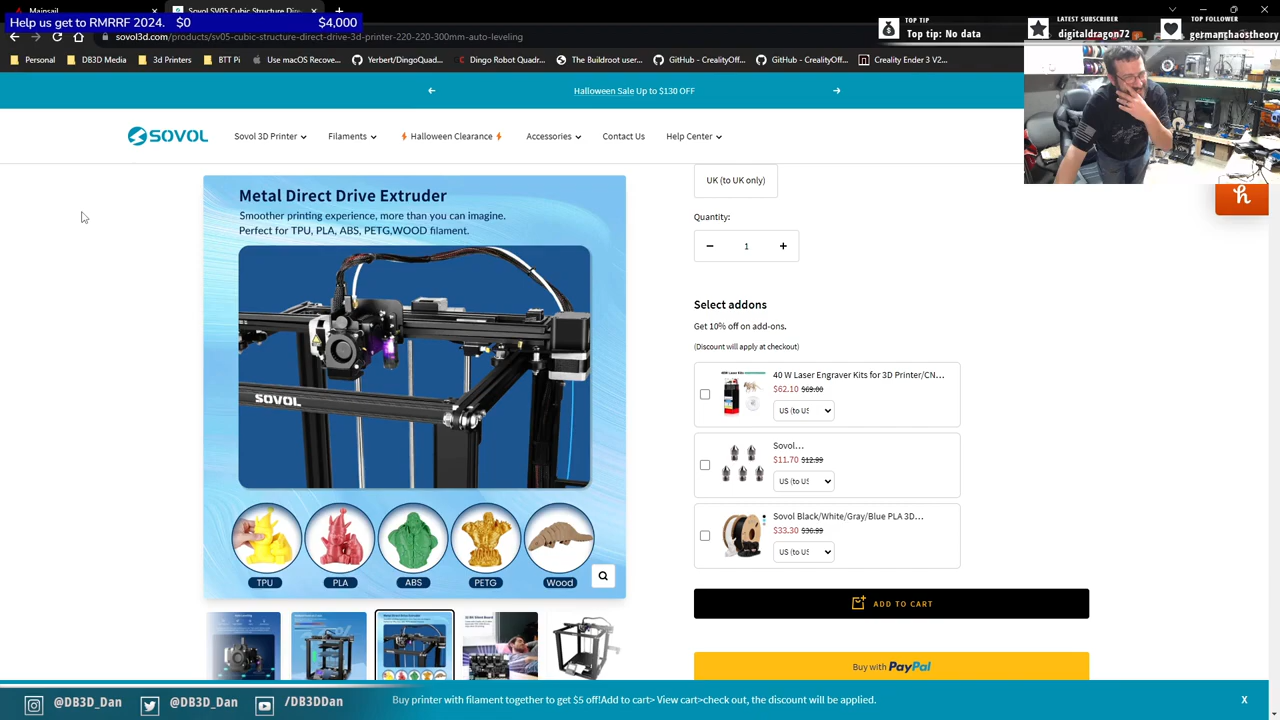 Sovol SV05 Cubic Structure Direct
Help us get to RMRRF 2024. $0 $4,000
TOP TIP
Top tip: No data
LATEST SUBSCRIBER
digitaldragon72
TOP FOLLOWER
germanchaostheory
sovol3d.com/products/sv05-cubic-structure-direct-drive-3d-printer-220-220-300mm-auto-leveling
Personal DB3D Media 3d Printers BTT Pi Use macOS Recove... Yenbr/DingoOdrad... Dingo Robo... The Buildroot user... GitHub - CrealityOff... GitHub - CrealityOff... Creality Ender 3 V2...
Halloween Sale Up to $130 OFF
SOVOL Sovol 3D Printer Filaments Halloween Clearance Accessories Contact Us Help Center
Metal Direct Drive Extruder
Smoother printing experience, more than you can imagine.
Perfect for TPU, PLA, ABS, PETG,WOOD filament.
SOVOL
TPU PLA ABS PETG Wood
UK (to UK only)
Quantity:
− 1 +
Select addons
Get 10% off on add-ons.
(Discount will apply at checkout)
40 W Laser Engraver Kits for 3D Printer/CN...
$62.10 $69.00
US (to US
Sovol...
$11.70 $12.99
US (to US
Sovol Black/White/Gray/Blue PLA 3D...
$33.30 $36.99
US (to US
ADD TO CART
Buy with PayPal
@DB3D_Dan @DB3D_Dan /DB3DDan
Buy printer with filament together to get $5 off!Add to cart> View cart>check out, the discount will be applied. X